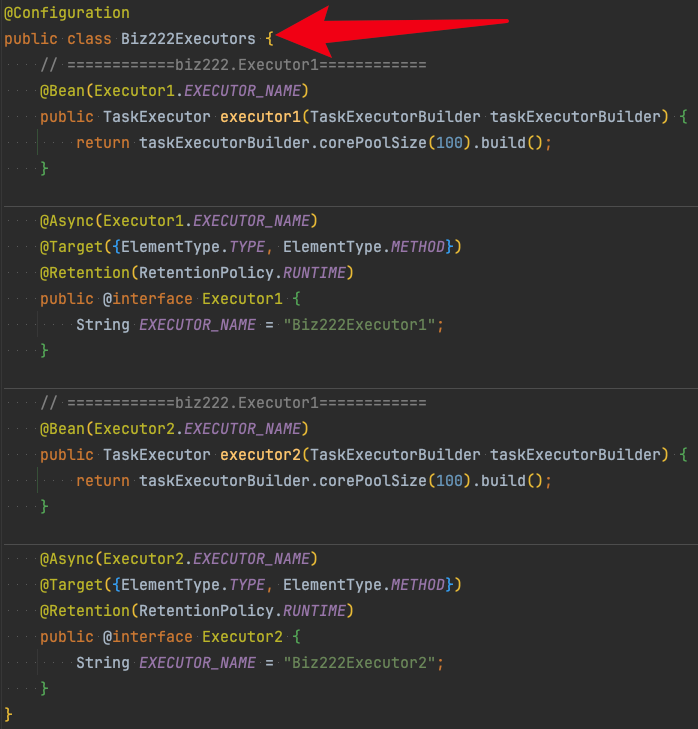 @Configuration
public class Biz222Executors {
    // ============biz222.Executor1============
    @Bean(Executor1.EXECUTOR_NAME)
    public TaskExecutor executor1(TaskExecutorBuilder taskExecutorBuilder) {
        return taskExecutorBuilder.corePoolSize(100).build();
    }
    @Async(Executor1.EXECUTOR_NAME)
    @Target({ElementType.TYPE, ElementType.METHOD})
    @Retention(RetentionPolicy.RUNTIME)
    public @interface Executor1 {
        String EXECUTOR_NAME = "Biz222Executor1";
    }
    // ============biz222.Executor1============
    @Bean(Executor2.EXECUTOR_NAME)
    public TaskExecutor executor2(TaskExecutorBuilder taskExecutorBuilder) {
        return taskExecutorBuilder.corePoolSize(100).build();
    }
    @Async(Executor2.EXECUTOR_NAME)
    @Target({ElementType.TYPE, ElementType.METHOD})
    @Retention(RetentionPolicy.RUNTIME)
    public @interface Executor2 {
        String EXECUTOR_NAME = "Biz222Executor2";
    }
}